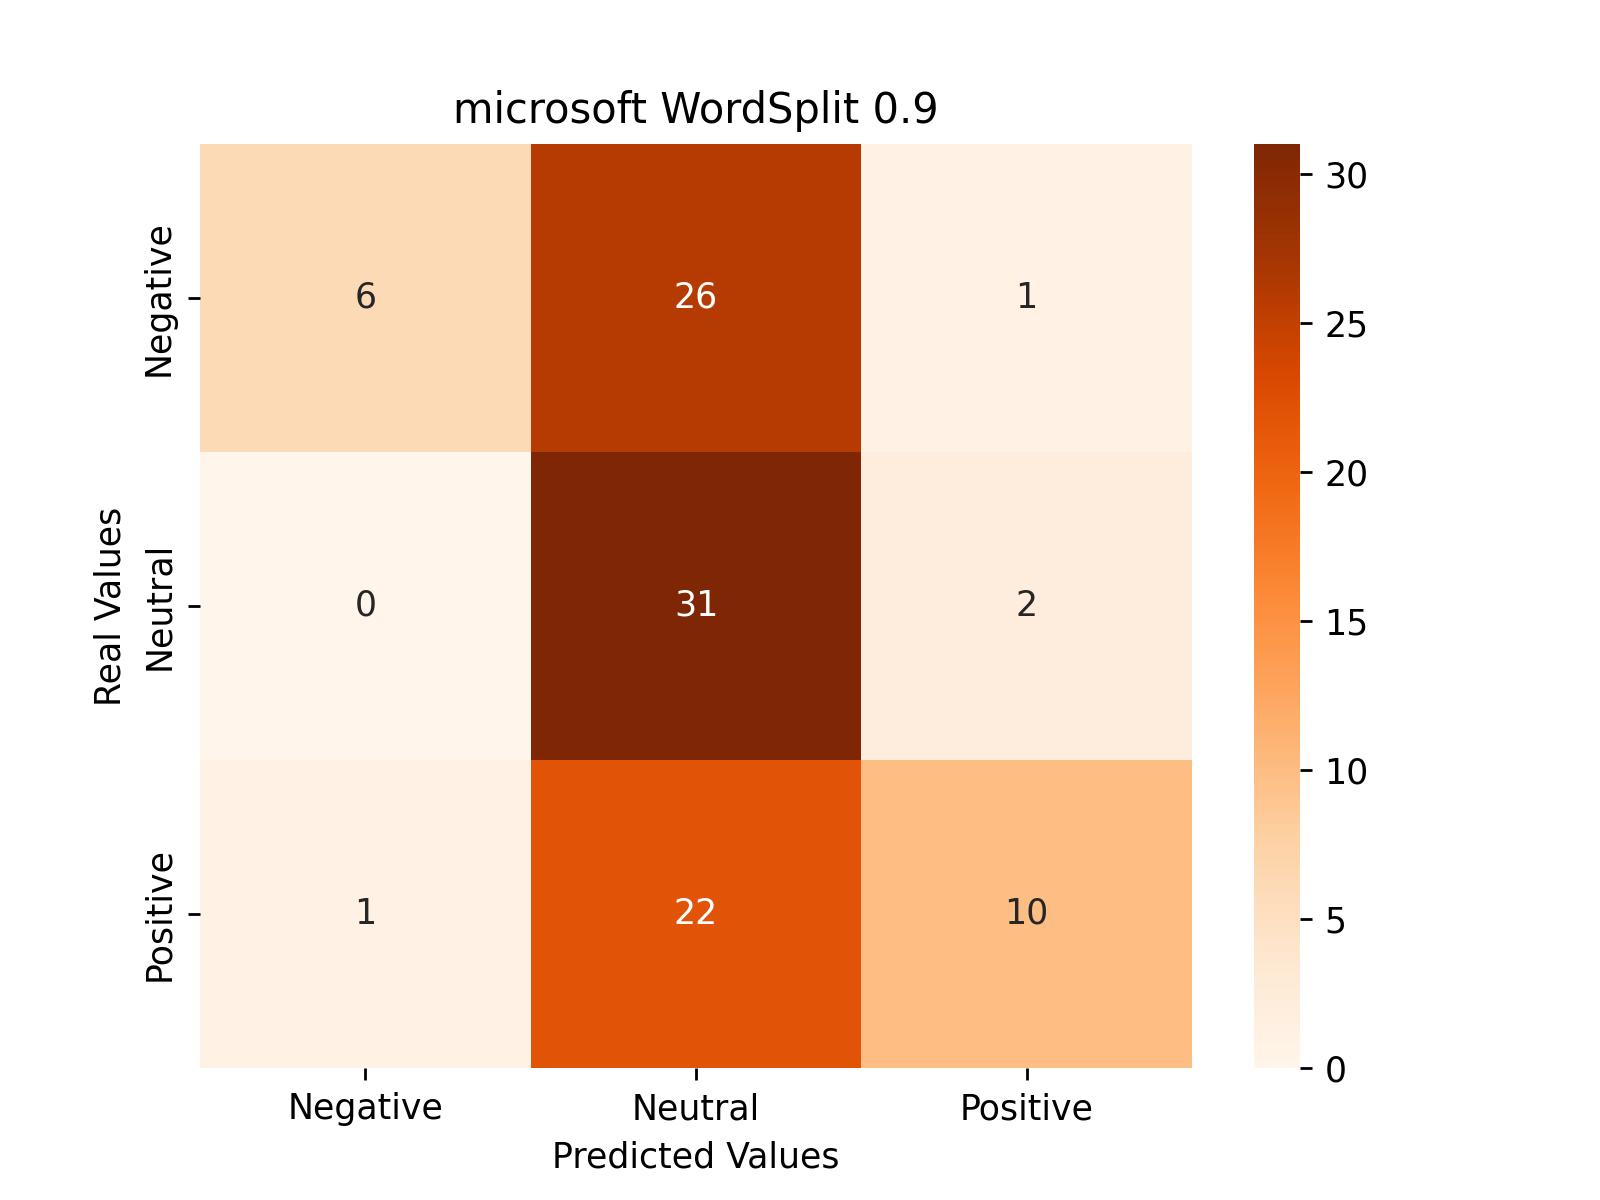 microsoft WordSplit 0.9
Real Values
Negative
6 26 1
Neutral
0 31 2
Positive
1 22 10
Negative Neutral Positive
Predicted Values
30
25
20
15
10
5
0